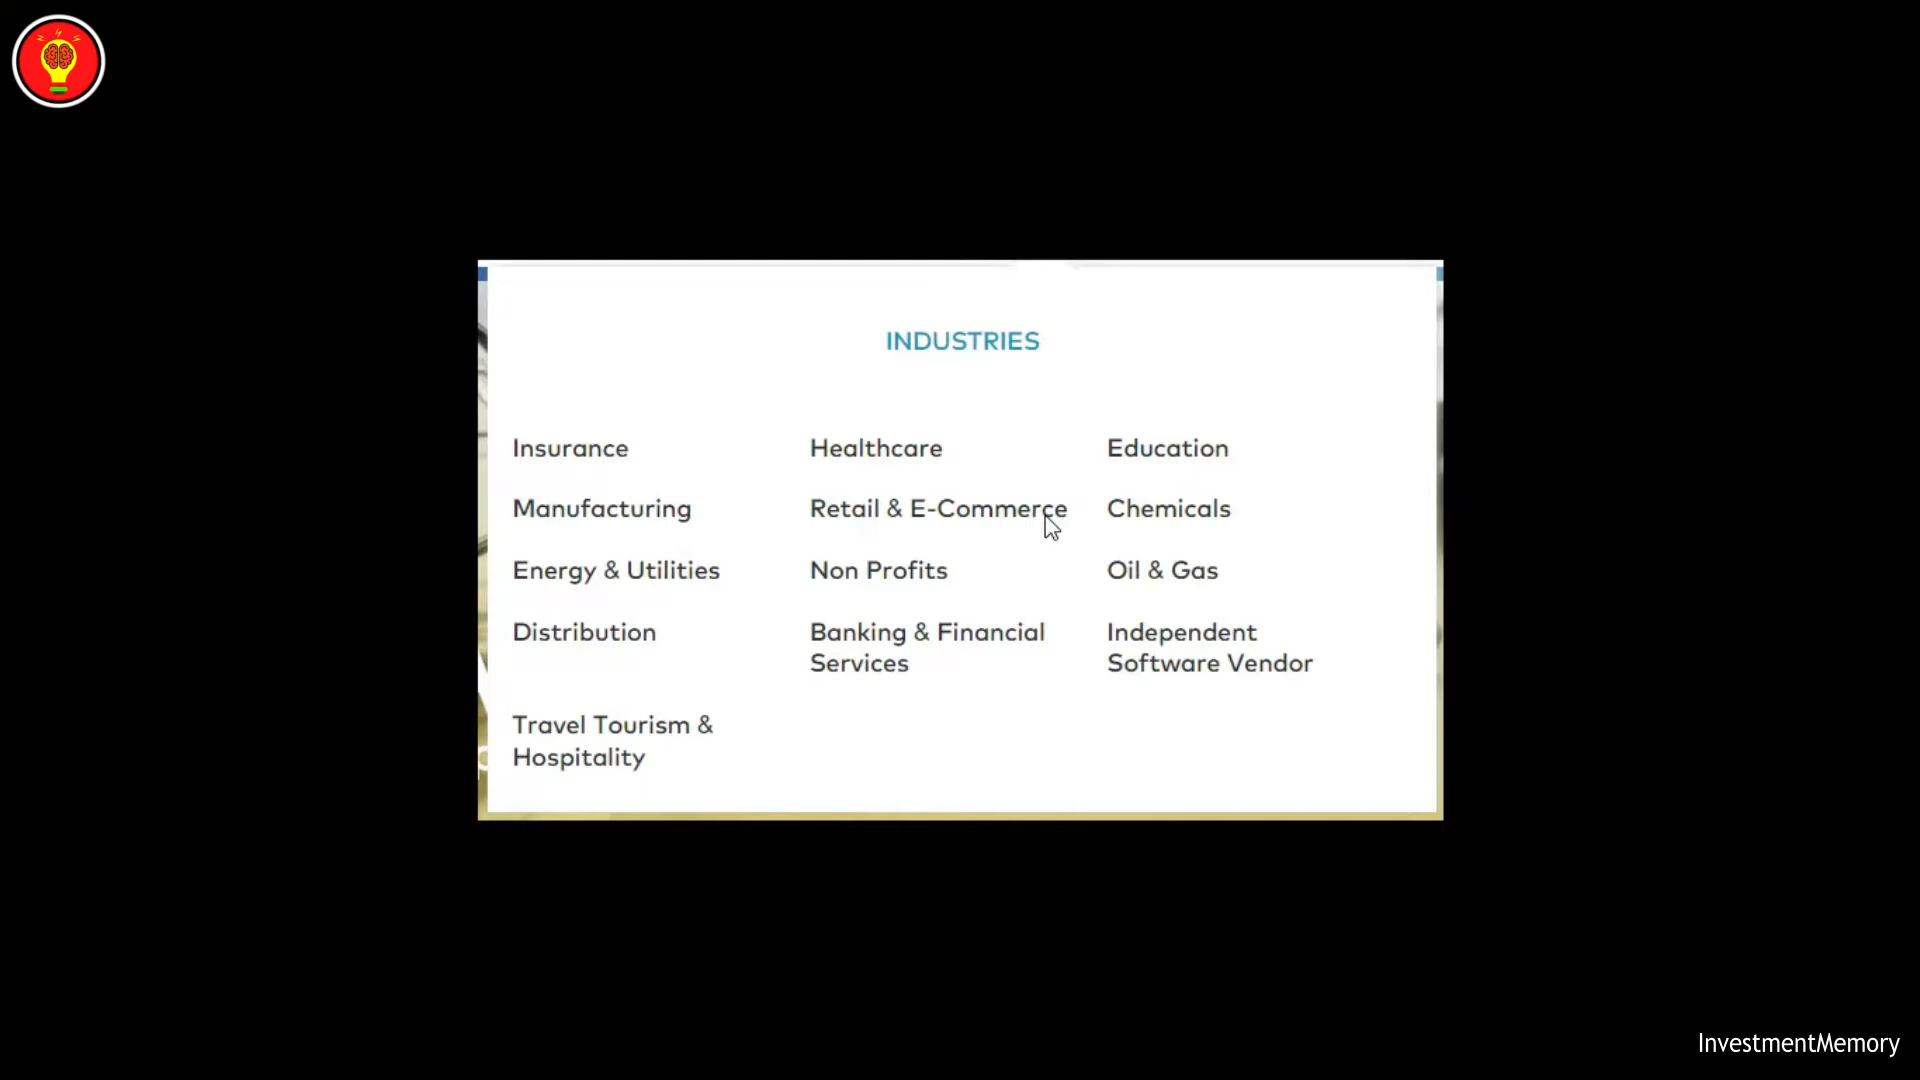 INDUSTRIES
Insurance
Healthcare
Education
Manufacturing
Retail & E-Commerce
Chemicals
Energy & Utilities
Non Profits
Oil & Gas
Distribution
Banking & Financial
Services
Independent
Software Vendor
Travel Tourism &
Hospitality
InvestmentMemory